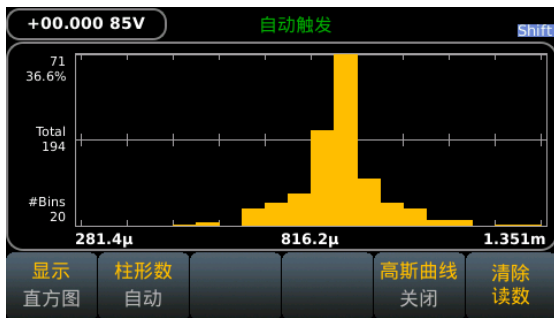 +00.000 85V
自动触发
Shift
71
36.6%
Total
194
#Bins
20
281.4μ
816.2μ
1.351m
显示
直方图
柱形数
自动
高斯曲线
关闭
清除
读数